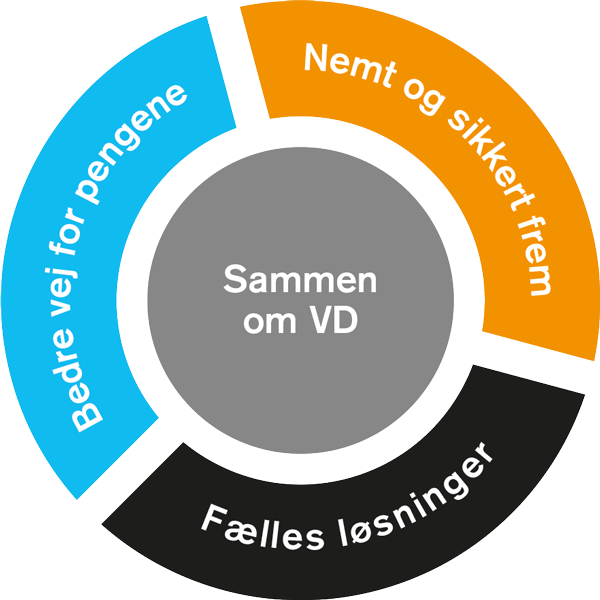 Nemt og sikkert frem
Bedre vej for pengene
Sammen
om VD
Fælles løsninger